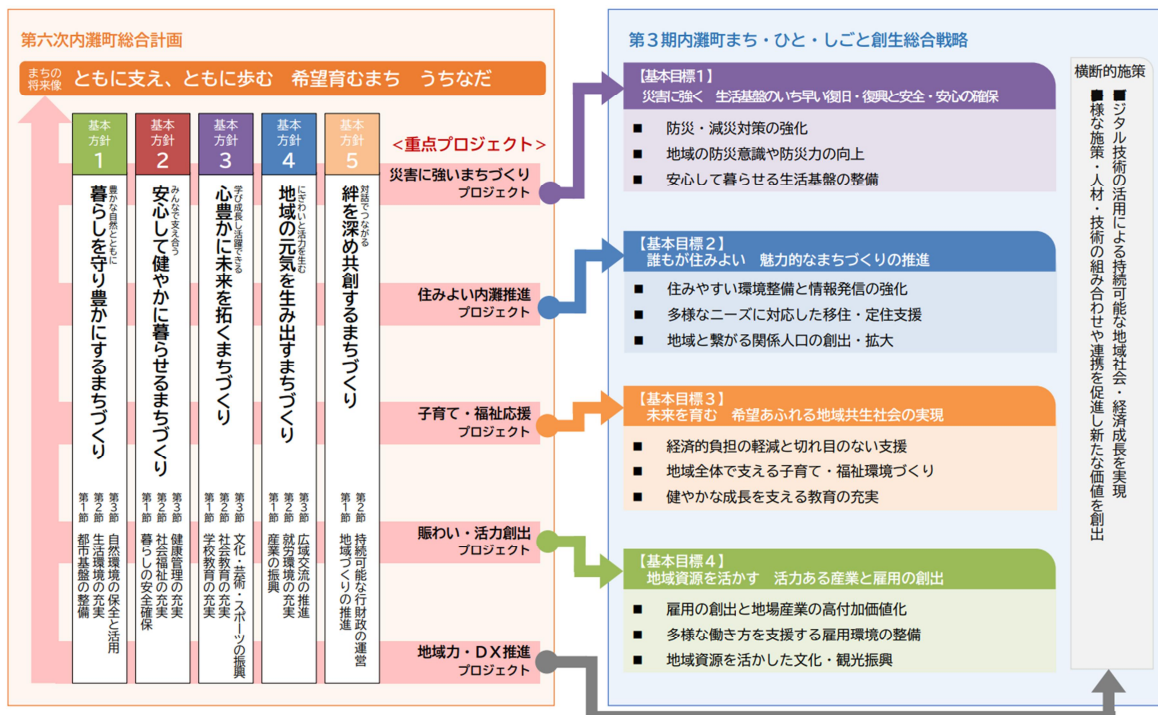 第六次内灘町総合計画
まちの
将来像
ともに支え、ともに歩む　希望育むまち　うちなだ
基本
方針
1
豊かな自然とともに
暮らしを守り豊かにするまちづくり
第3節　自然環境の保全と活用
第2節　生活環境の充実
第1節　都市基盤の整備
基本
方針
2
みんなで支え合う
安心して健やかに暮らせるまちづくり
第3節　健康管理の充実
第2節　社会福祉の充実
第1節　暮らしの安全確保
基本
方針
3
学び成長し活躍できる
心豊かに未来を拓くまちづくり
第3節　文化・芸術・スポーツの振興
第2節　社会教育の充実
第1節　学校教育の充実
基本
方針
4
にぎわいと活力を生む
地域の元気を生み出すまちづくり
第3節　広域交流の推進
第2節　就労環境の充実
第1節　産業の振興
基本
方針
5
対話でつながる
絆を深め共創するまちづくり
第2節　持続可能な行財政の運営
第1節　地域づくりの推進
<重点プロジェクト>
災害に強いまちづくり
プロジェクト
住みよい内灘推進
プロジェクト
子育て・福祉応援
プロジェクト
賑わい・活力創出
プロジェクト
地域力・DX推進
プロジェクト
第3期内灘町まち・ひと・しごと創生総合戦略
【基本目標1】
災害に強く　生活基盤のいち早い復旧・復興と安全・安心の確保
■ 防災・減災対策の強化
■ 地域の防災意識や防災力の向上
■ 安心して暮らせる生活基盤の整備
【基本目標2】
誰もが住みよい　魅力的なまちづくりの推進
■ 住みやすい環境整備と情報発信の強化
■ 多様なニーズに対応した移住・定住支援
■ 地域と繋がる関係人口の創出・拡大
【基本目標3】
未来を育む　希望あふれる地域共生社会の実現
■ 経済的負担の軽減と切れ目のない支援
■ 地域全体で支える子育て・福祉環境づくり
■ 健やかな成長を支える教育の充実
【基本目標4】
地域資源を活かす　活力ある産業と雇用の創出
■ 雇用の創出と地場産業の高付加価値化
■ 多様な働き方を支援する雇用環境の整備
■ 地域資源を活かした文化・観光振興
横断的施策
ジタル技術の活用による持続可能な地域社会・経済成長を実現
様な施策・人材・技術の組み合わせや連携を促進し新たな価値を創出